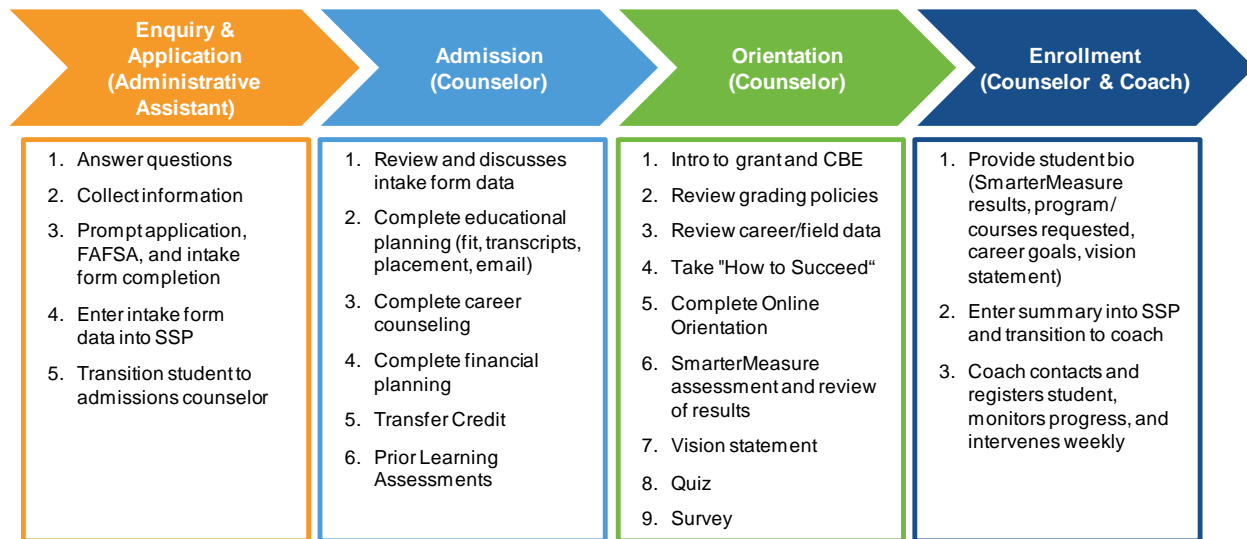 Enquiry &
Application
(Administrative
Assistant)
Admission
(Counselor)
Orientation
(Counselor)
Enrollment
(Counselor & Coach)
1. Answer questions
2. Collect information
3. Prompt application,
FAFSA, and intake
form completion
4. Enter intake form
data into SSP
5. Transition student to
admissions counselor
1. Review and discusses
intake form data
2. Complete educational
planning (fit, transcripts,
placement, email)
3. Complete career
counseling
4. Complete financial
planning
5. Transfer Credit
6. Prior Learning
Assessments
1. Intro to grant and CBE
2. Review grading policies
3. Review career/field data
4. Take "How to Succeed“
5. Complete Online
Orientation
6. SmarterMeasure
assessment and review
of results
7. Vision statement
8. Quiz
9. Survey
1. Provide student bio
(SmarterMeasure
results, program/
courses requested,
career goals, vision
statement)
2. Enter summary into SSP
and transition to coach
3. Coach contacts and
registers student,
monitors progress, and
intervenes weekly